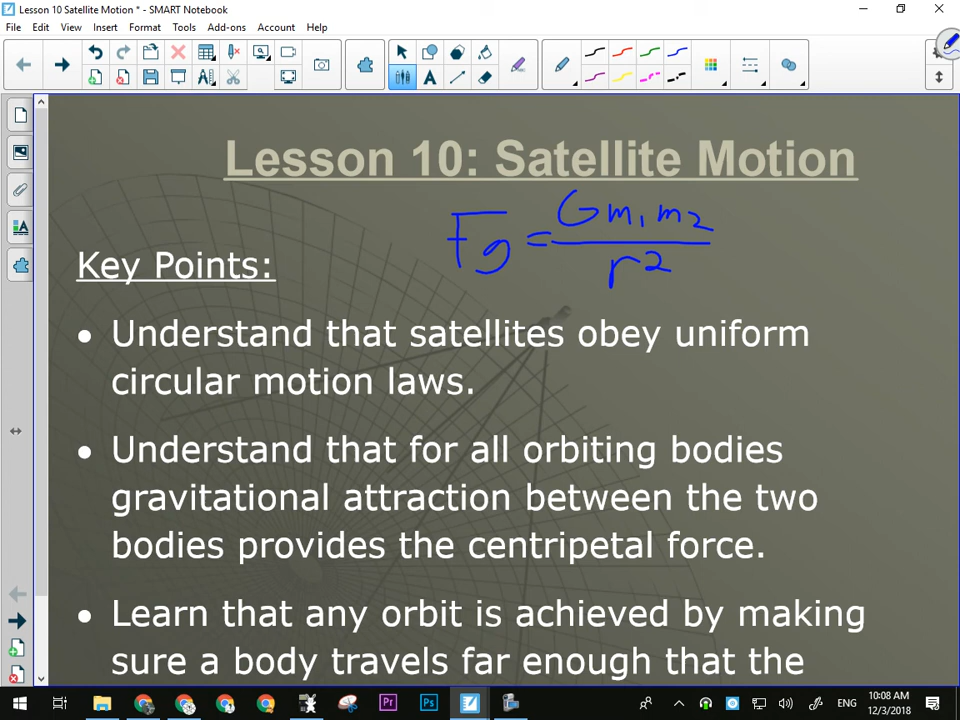 Lesson 10 Satellite Motion * - SMART Notebook
File Edit View Insert Format Tools Add-ons Account Help
Lesson 10: Satellite Motion
Fg = Gm₁m₂
r²
Key Points:
• Understand that satellites obey uniform
circular motion laws.
• Understand that for all orbiting bodies
gravitational attraction between the two
bodies provides the centripetal force.
• Learn that any orbit is achieved by making
sure a body travels far enough that the
Pr Ps ENG 10:08 AM
12/3/2018